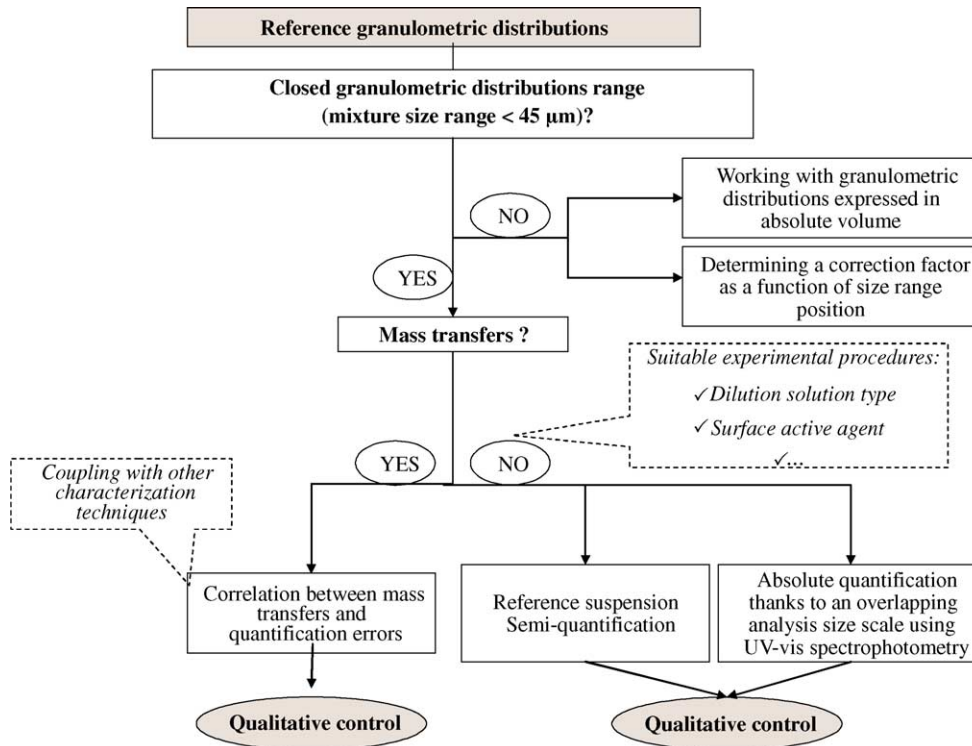 Reference granulometric distributions
Closed granulometric distributions range
(mixture size range < 45 µm)?
NO
Working with granulometric
distributions expressed in
absolute volume
YES
Determining a correction factor
as a function of size range
position
Mass transfers ?
Suitable experimental procedures:
✓Dilution solution type
✓Surface active agent
✓...
YES
NO
Coupling with other
characterization
techniques
Correlation between mass
transfers and
quantification errors
Reference suspension
Semi-quantification
Absolute quantification
thanks to an overlapping
analysis size scale using
UV-vis spectrophotometry
Qualitative control
Qualitative control